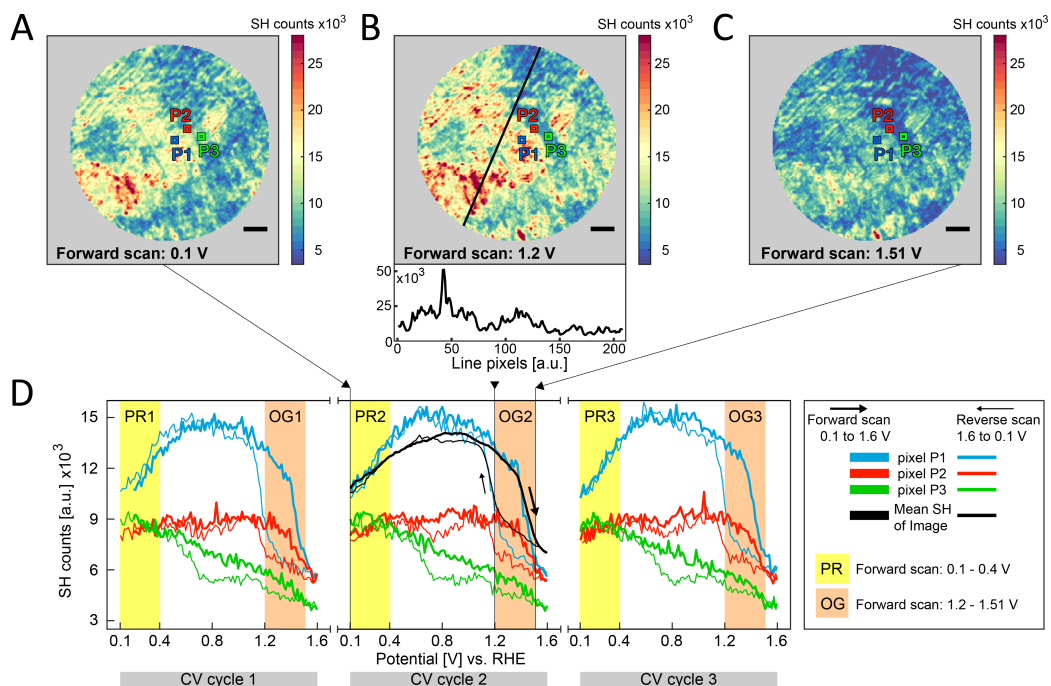 A
SH counts x10³
B
SH counts x10³
C
SH counts x10³
P2
P1
P3
25
20
15
10
5
Forward scan: 0.1 V
P2
P1
P3
25
20
15
10
5
Forward scan: 1.2 V
P2
P1
P3
25
20
15
10
5
Forward scan: 1.51 V
50
x10³
25
0
0
50
100
150
200
Line pixels [a.u.]
D
SH counts [a.u.] x10³
15
12
9
6
3
PR1
OG1
PR2
OG2
PR3
OG3
0.1
0.4
0.8
1.2
1.6
0.1
0.4
0.8
1.2
1.6
0.1
0.4
0.8
1.2
1.6
Potential [V] vs. RHE
CV cycle 1
CV cycle 2
CV cycle 3
Forward scan
0.1 to 1.6 V
Reverse scan
1.6 to 0.1 V
pixel P1
pixel P2
pixel P3
Mean SH
of Image
PR
Forward scan: 0.1 - 0.4 V
OG
Forward scan: 1.2 - 1.51 V